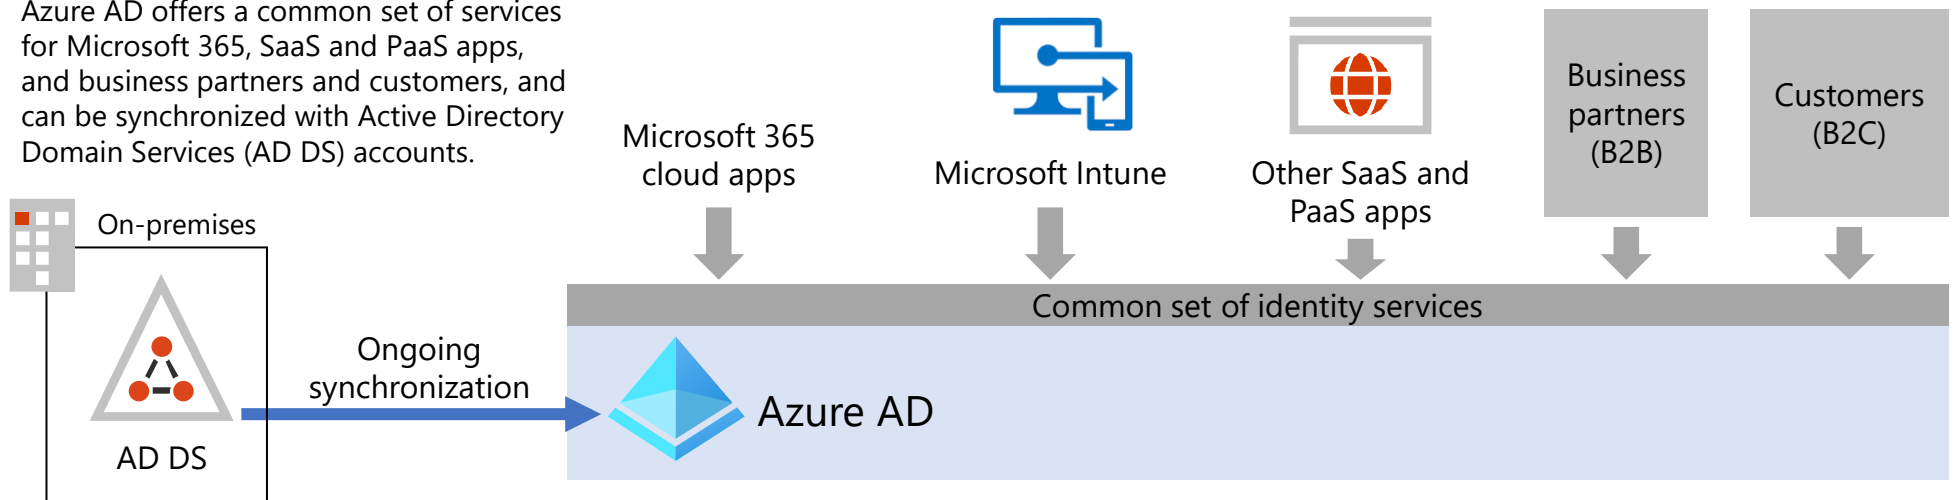 Azure AD offers a common set of services
for Microsoft 365, SaaS and PaaS apps,
and business partners and customers, and
can be synchronized with Active Directory
Domain Services (AD DS) accounts.
Microsoft 365
cloud apps
Microsoft Intune
Other SaaS and
PaaS apps
Business
partners
(B2B)
Customers
(B2C)
On-premises
Common set of identity services
Ongoing
synchronization
Azure AD
AD DS